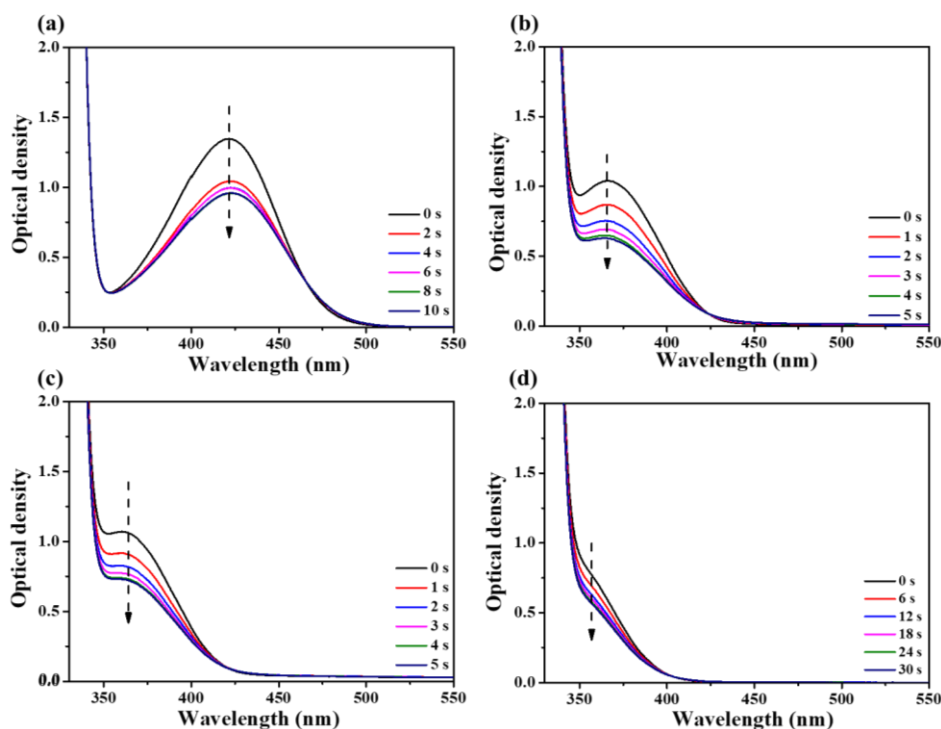 (a)
Optical density
2.0
1.5
1.0
0.5
0.0
350
400
450
500
550
Wavelength (nm)
0 s
2 s
4 s
6 s
8 s
10 s
(b)
Optical density
2.0
1.5
1.0
0.5
0.0
350
400
450
500
550
Wavelength (nm)
0 s
1 s
2 s
3 s
4 s
5 s
(c)
Optical density
2.0
1.5
1.0
0.5
0.0
350
400
450
500
550
Wavelength (nm)
0 s
1 s
2 s
3 s
4 s
5 s
(d)
Optical density
2.0
1.5
1.0
0.5
0.0
350
400
450
500
550
Wavelength (nm)
0 s
6 s
12 s
18 s
24 s
30 s